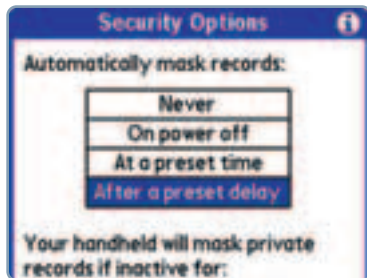 Security Options
Automatically mask records:
Never
On power off
At a preset time
After a preset delay
Your handheld will mask private
records if inactive for: